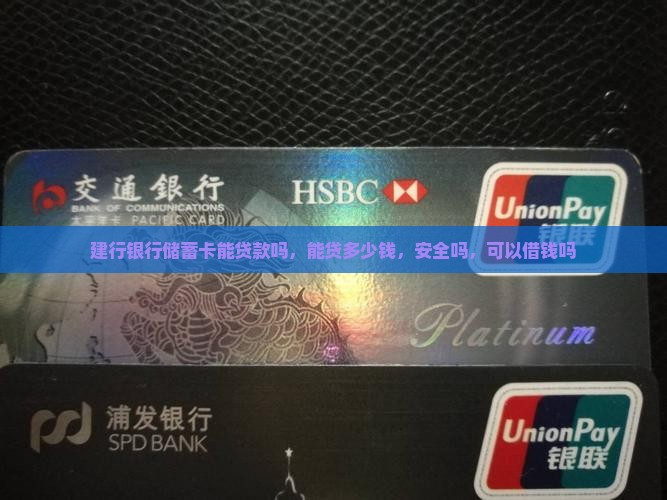 交通銀行
BANK OF COMMUNICATIONS
太平洋卡 PACIFIC CARD
HSBC
UnionPay
银联
建行银行储蓄卡能贷款吗，能贷多少钱，安全吗，可以借钱吗
Platinum
浦发银行
SPD BANK
UnionPay
银联